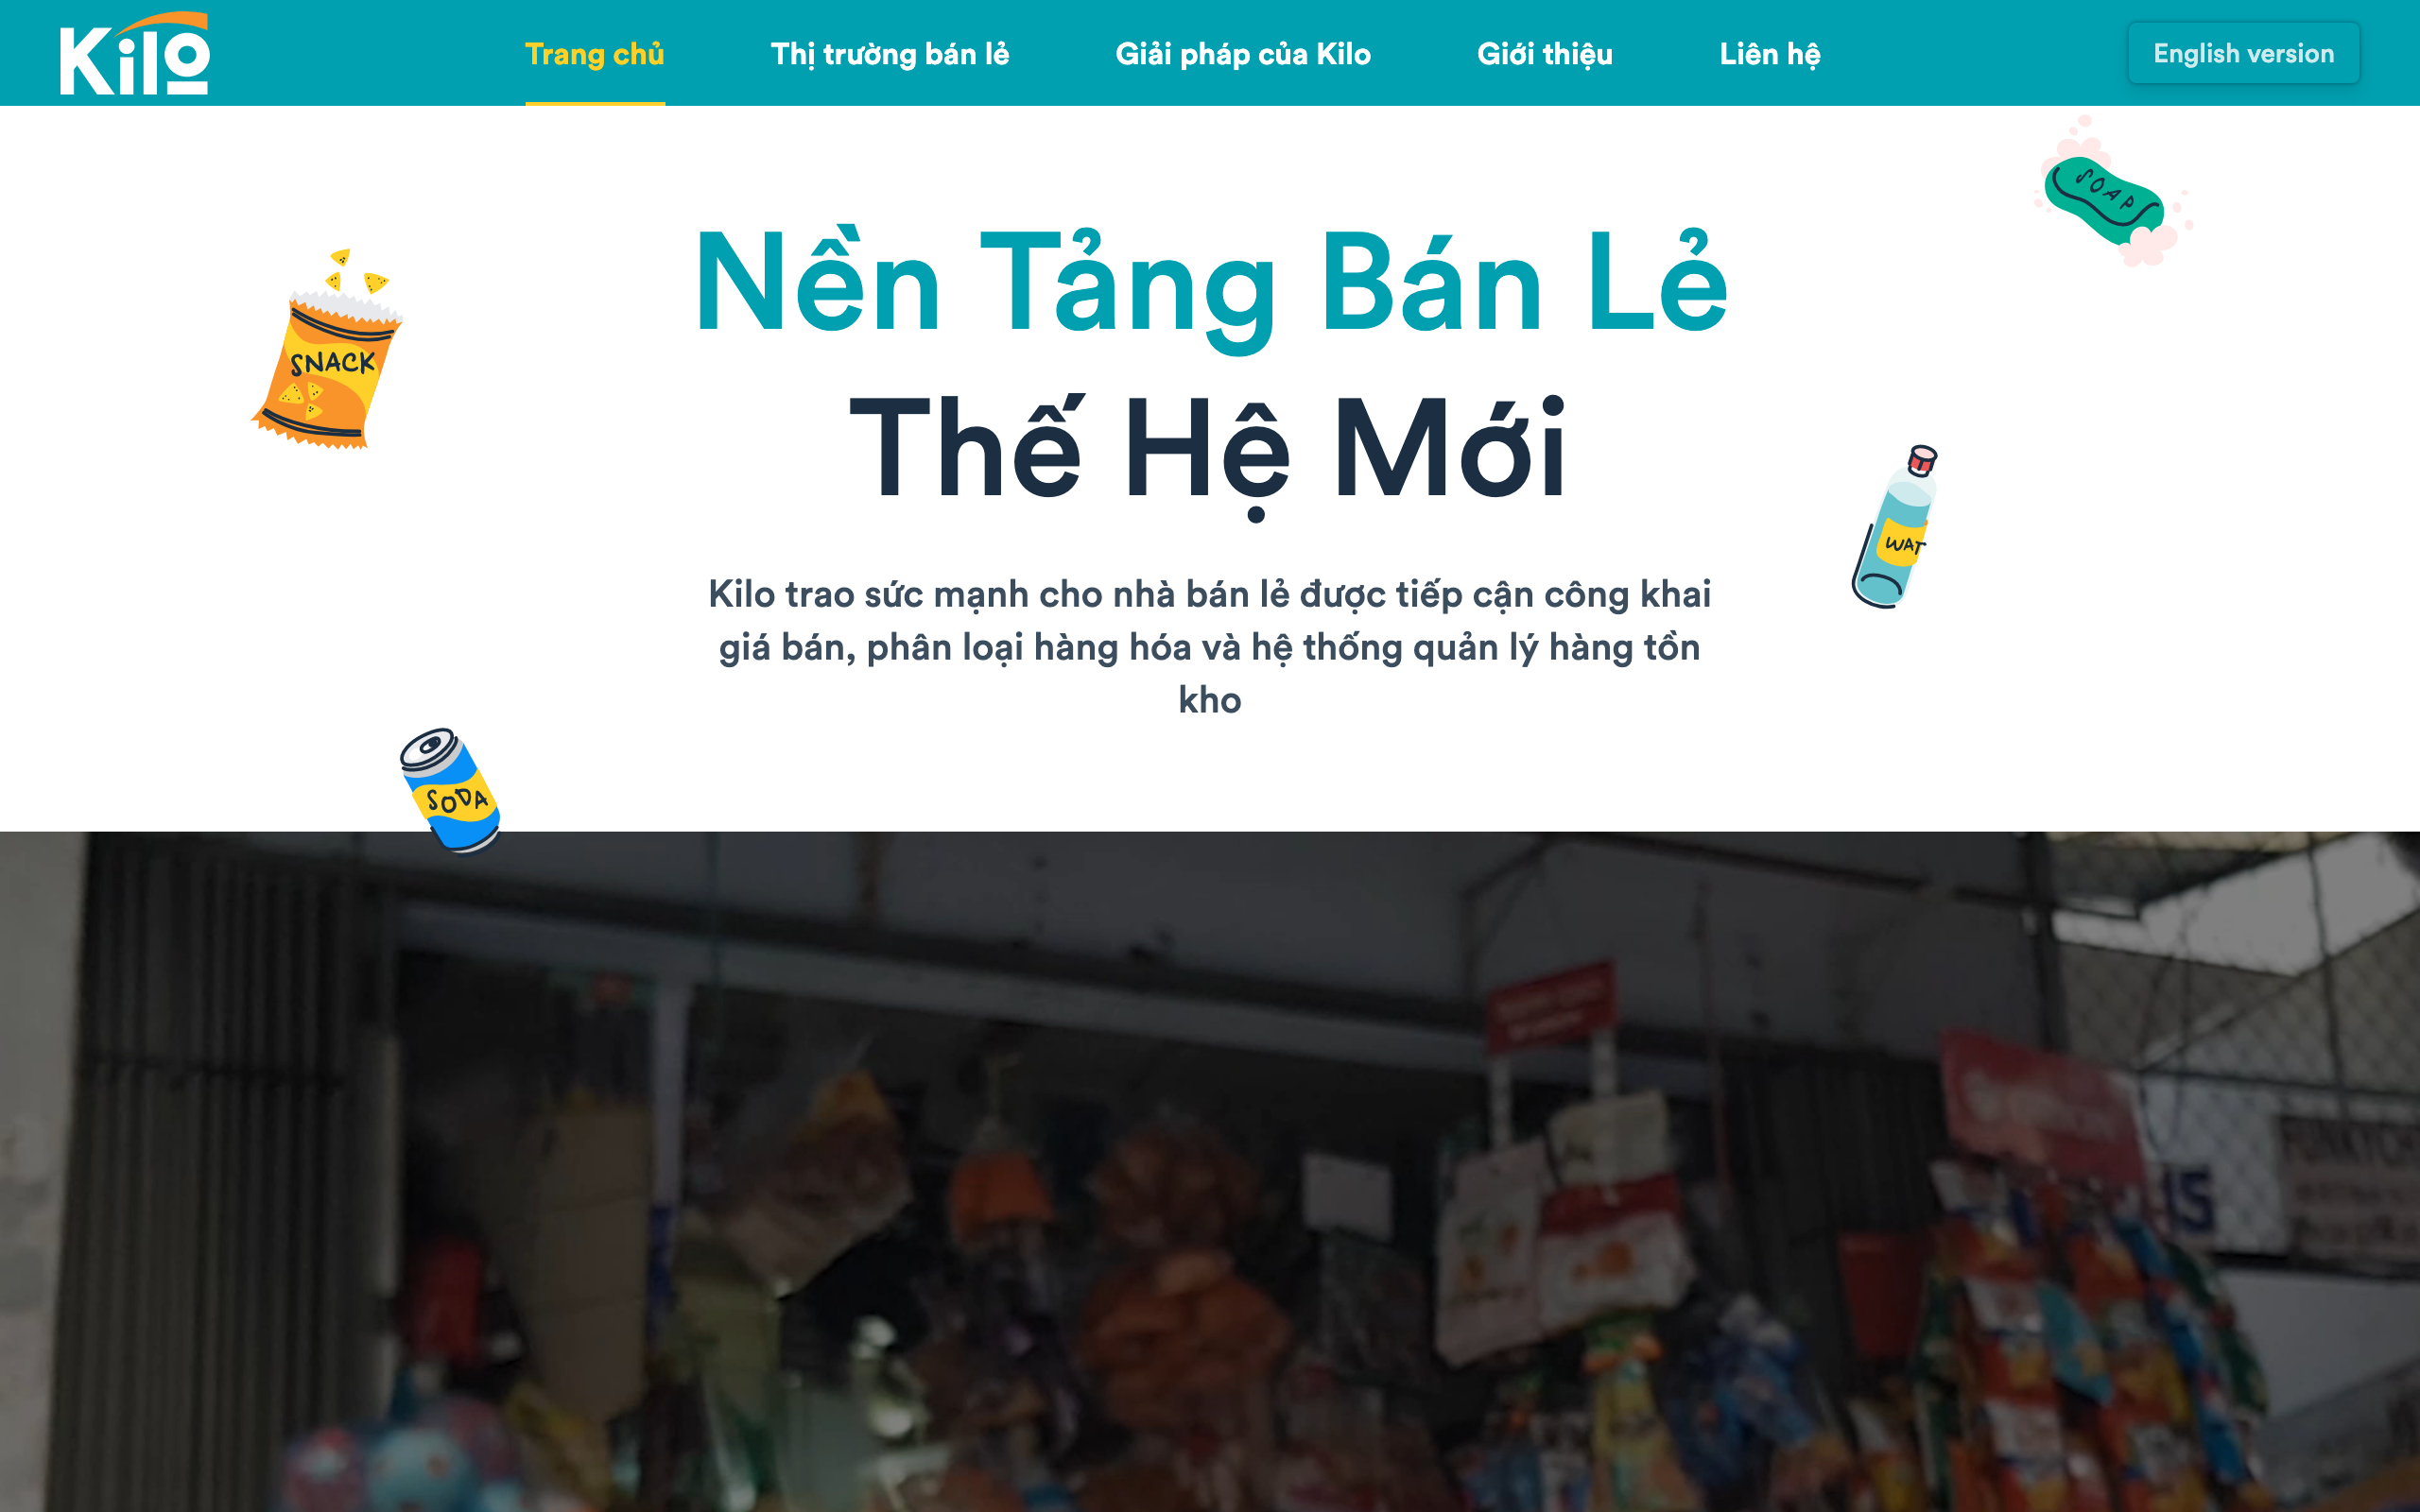 Kilo
Trang chủ
Thị trường bán lẻ
Giải pháp của Kilo
Giới thiệu
Liên hệ
English version
SOAP
Nền Tảng Bán Lẻ
SNACK
Thế Hệ Mới
WAT
Kilo trao sức mạnh cho nhà bán lẻ được tiếp cận công khai
giá bán, phân loại hàng hóa và hệ thống quản lý hàng tồn
kho
SODA